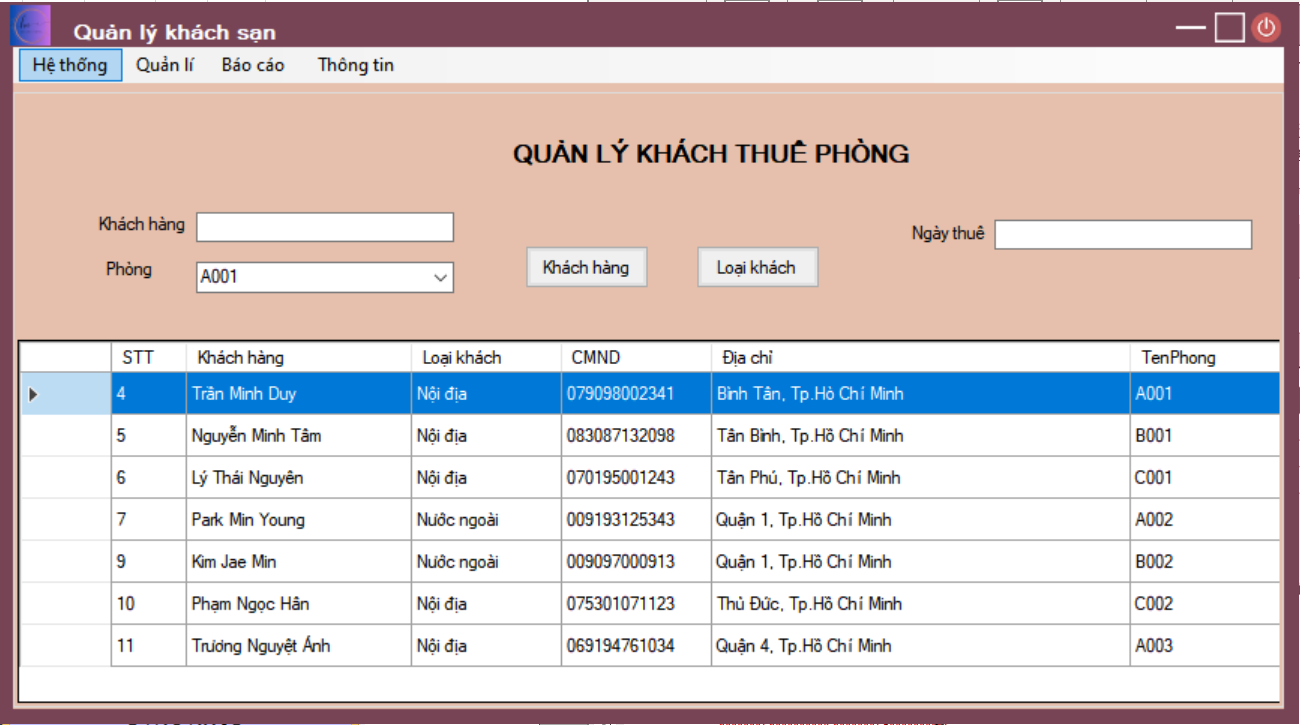 Quản lý khách sạn
Hệ thống Quản lí Báo cáo Thông tin
QUẢN LÝ KHÁCH THUÊ PHÒNG
Khách hàng
Ngày thuê
Phòng A001 Khách hàng Loại khách
STT Khách hàng Loại khách CMND Địa chỉ TenPhong
4 Trần Minh Duy Nội địa 079098002341 Bình Tân, Tp.Hồ Chí Minh A001
5 Nguyễn Minh Tâm Nội địa 083087132098 Tân Bình, Tp.Hồ Chí Minh B001
6 Lý Thái Nguyên Nội địa 070195001243 Tân Phú, Tp.Hồ Chí Minh C001
7 Park Min Young Nước ngoài 009193125343 Quận 1, Tp.Hồ Chí Minh A002
9 Kim Jae Min Nước ngoài 009097000913 Quận 1, Tp.Hồ Chí Minh B002
10 Phạm Ngọc Hân Nội địa 075301071123 Thủ Đức, Tp.Hồ Chí Minh C002
11 Trương Nguyệt Ánh Nội địa 069194761034 Quận 4, Tp.Hồ Chí Minh A003